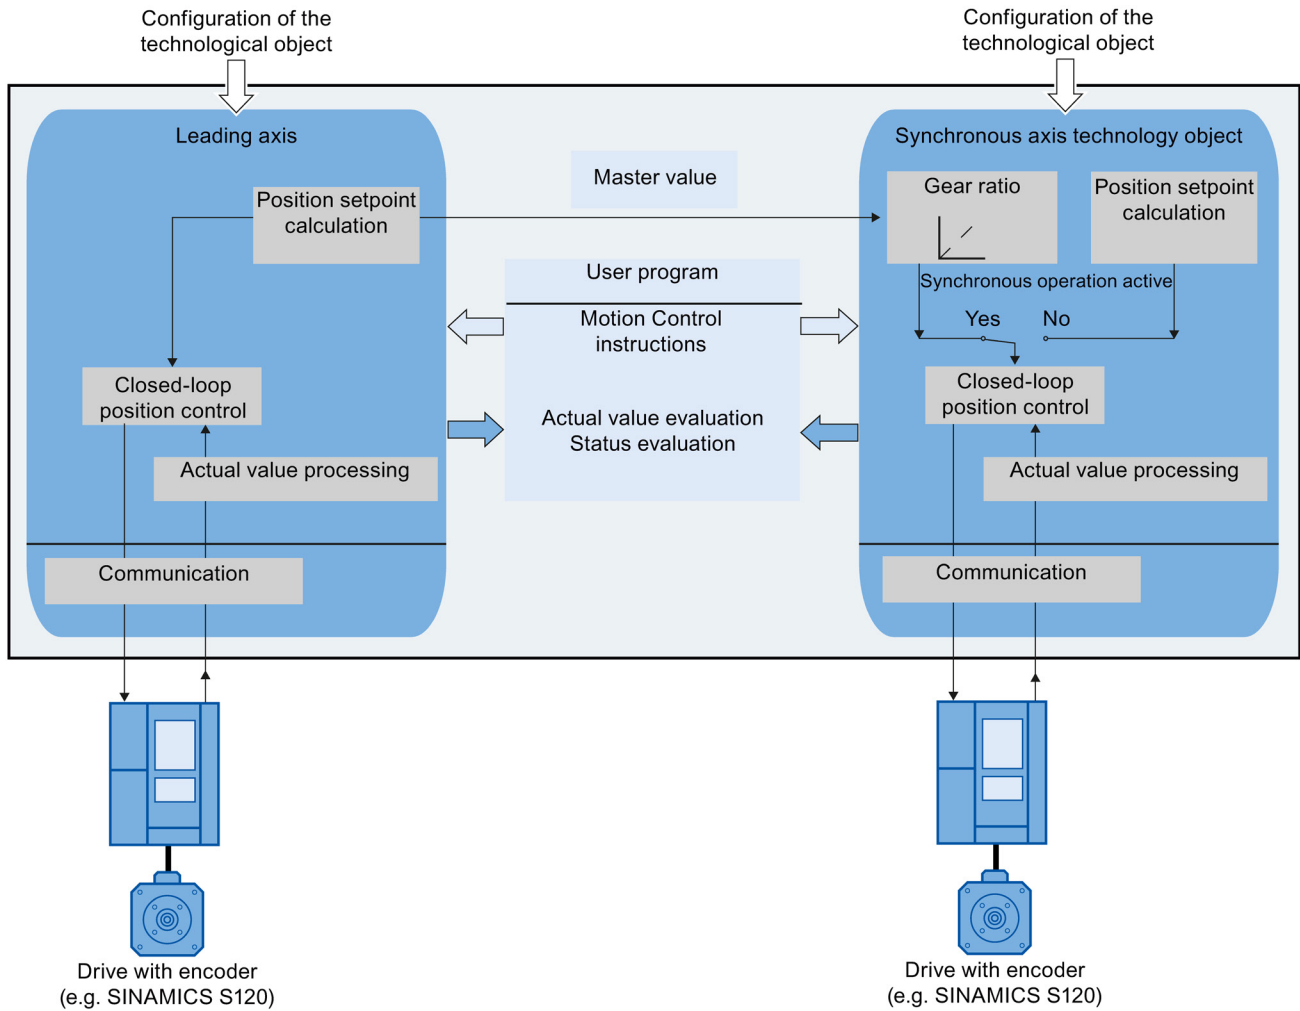 Configuration of the
technological object
Configuration of the
technological object
Leading axis
Position setpoint
calculation
Closed-loop
position control
Actual value processing
Communication
Master value
User program
Motion Control
instructions
Actual value evaluation
Status evaluation
Synchronous axis technology object
Gear ratio
Position setpoint
calculation
Synchronous operation active
Yes
No
Closed-loop
position control
Actual value processing
Communication
Drive with encoder
(e.g. SINAMICS S120)
Drive with encoder
(e.g. SINAMICS S120)